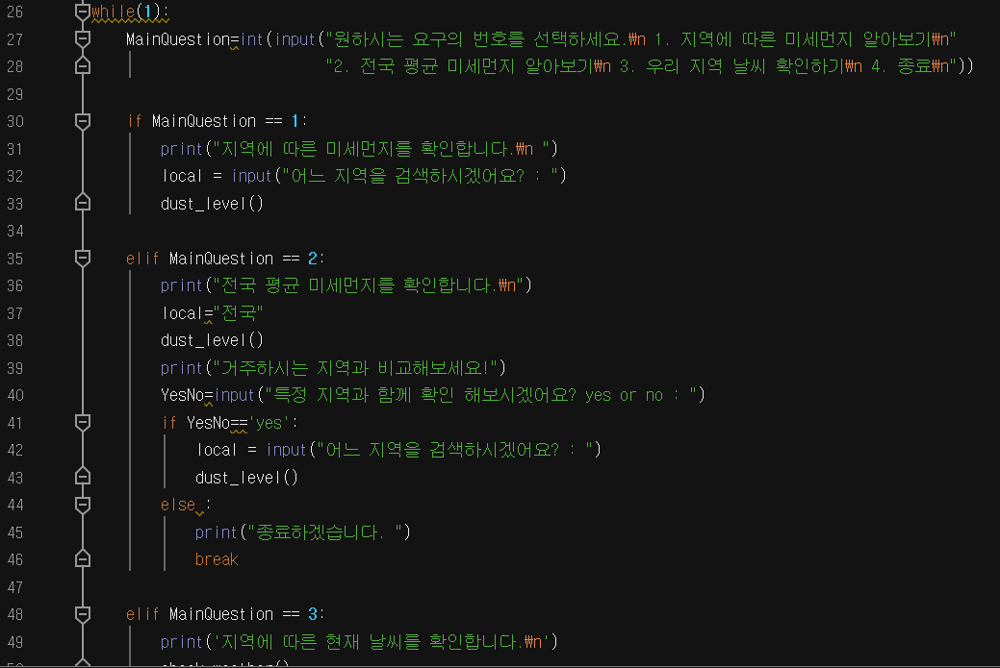 26 while(1):
27 MainQuestion=int(input("원하시는 요구의 번호를 선택하세요.₩n 1. 지역에 따른 미세먼지 알아보기₩n"
28 "2. 전국 평균 미세먼지 알아보기₩n 3. 우리 지역 날씨 확인하기₩n 4. 종료₩n"))
29
30 if MainQuestion == 1:
31 print("지역에 따른 미세먼지를 확인합니다.₩n ")
32 local = input("어느 지역을 검색하시겠어요? : ")
33 dust_level()
34
35 elif MainQuestion == 2:
36 print("전국 평균 미세먼지를 확인합니다.₩n")
37 local="전국"
38 dust_level()
39 print("거주하시는 지역과 비교해보세요!")
40 YesNo=input("특정 지역과 함께 확인 해보시겠어요? yes or no : ")
41 if YesNo=='yes':
42 local = input("어느 지역을 검색하시겠어요? : ")
43 dust_level()
44 else :
45 print("종료하겠습니다. ")
46 break
47
48 elif MainQuestion == 3:
49 print('지역에 따른 현재 날씨를 확인합니다.₩n')